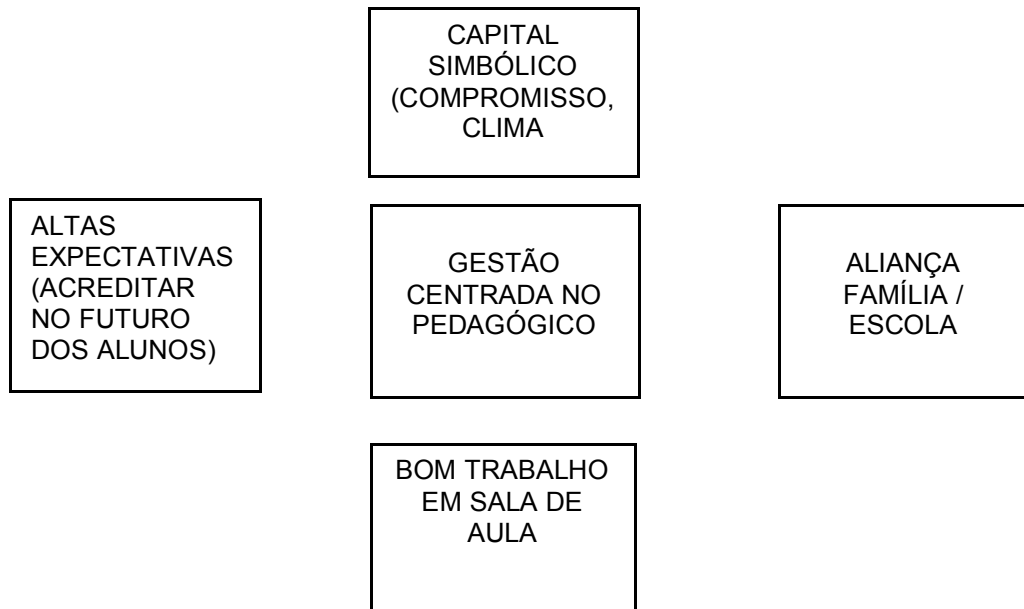 CAPITAL
SIMBÓLICO
(COMPROMISSO,
CLIMA
ALTAS
EXPECTATIVAS
(ACREDITAR
NO FUTURO
DOS ALUNOS)
GESTÃO
CENTRADA NO
PEDAGÓGICO
ALIANÇA
FAMÍLIA /
ESCOLA
BOM TRABALHO
EM SALA DE
AULA